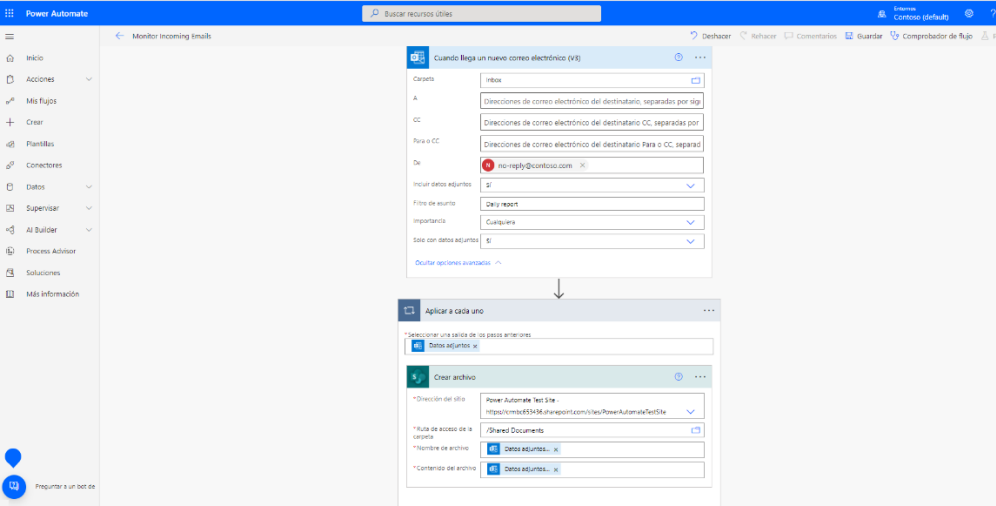 Power Automate
Buscar recursos útiles
Entornos
Contoso (default)
Monitor Incoming Emails
Deshacer
Rehacer
Comentarios
Guardar
Comprobador de flujo
Inicio
Acciones
Mis flujos
Crear
Plantillas
Conectores
Datos
Supervisar
AI Builder
Process Advisor
Soluciones
Más información
Preguntar a un bot de
Cuando llega un nuevo correo electrónico (V3)
Carpeta
Inbox
A
Direcciones de correo electrónico del destinatario, separadas por sig
CC
Direcciones de correo electrónico del destinatario CC, separadas por
Para o CC
Direcciones de correo electrónico del destinatario Para o CC, separad
De
N no-reply@contoso.com
Incluir datos adjuntos
Filtro de asunto
Daily report
Importancia
Cualquiera
Solo con datos adjuntos
Ocultar opciones avanzadas
Aplicar a cada uno
*Seleccionar una salida de los pasos anteriores
Datos adjuntos
Crear archivo
*Dirección del sitio
Power Automate Test Site -
https://crmbc653436.sharepoint.com/sites/PowerAutomateTestSite
*Ruta de acceso de la
carpeta
/Shared Documents
*Nombre de archivo
Datos adjuntos...
*Contenido del archivo
Datos adjuntos...